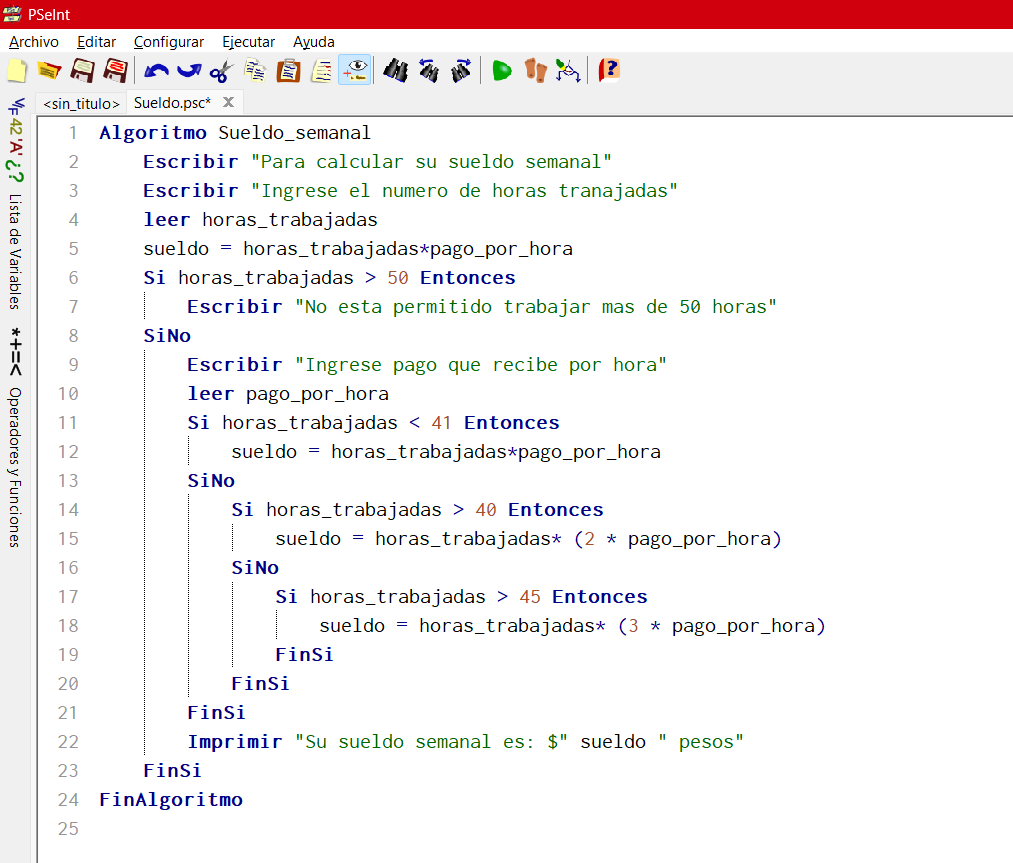 PSeInt
Archivo Editar Configurar Ejecutar Ayuda
<sin_titulo> Sueldo.psc* X
*+=< Operadores y Funciones
42 'A' ¿? Lista de Variables
1 Algoritmo Sueldo_semanal
2 Escribir "Para calcular su sueldo semanal"
3 Escribir "Ingrese el numero de horas tranajadas"
4 leer horas_trabajadas
5 sueldo = horas_trabajadas*pago_por_hora
6 Si horas_trabajadas > 50 Entonces
7 Escribir "No esta permitido trabajar mas de 50 horas"
8 SiNo
9 Escribir "Ingrese pago que recibe por hora"
10 leer pago_por_hora
11 Si horas_trabajadas < 41 Entonces
12 sueldo = horas_trabajadas*pago_por_hora
13 SiNo
14 Si horas_trabajadas > 40 Entonces
15 sueldo = horas_trabajadas* (2 * pago_por_hora)
16 SiNo
17 Si horas_trabajadas > 45 Entonces
18 sueldo = horas_trabajadas* (3 * pago_por_hora)
19 FinSi
20 FinSi
21 FinSi
22 Imprimir "Su sueldo semanal es: $" sueldo " pesos"
23 FinSi
24 FinAlgoritmo
25